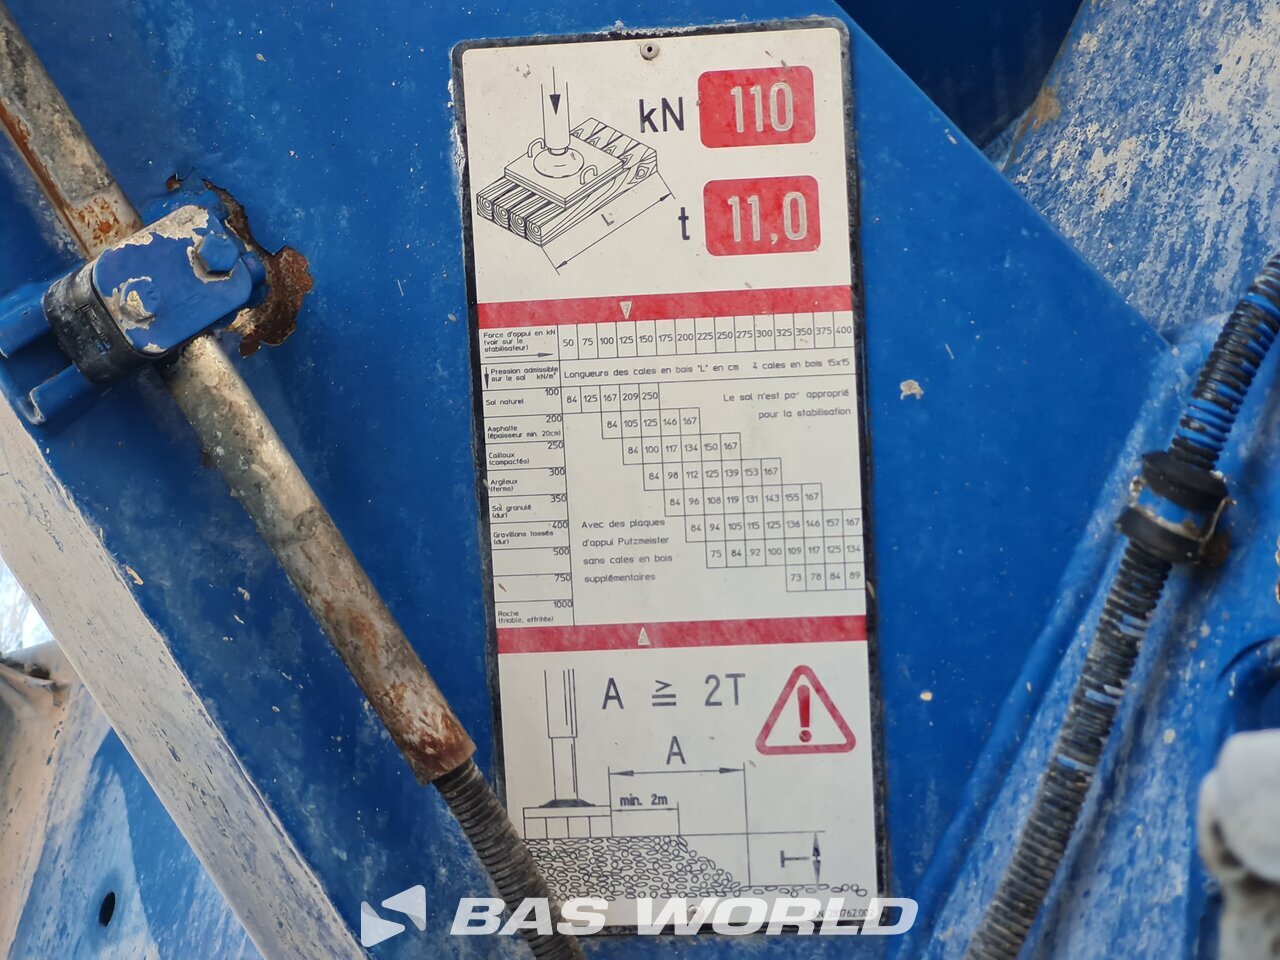 kN 110
t 11,0
L
Force d'appui en kN
(voir sur le
stabilisateur)
50 75 100 125 150 175 200 225 250 275 300 325 350 375 400
Pression admissible
sur le sol kN/m²
Longueurs des cales en bois "L" en cm 4 cales en bois 15x15
Sol naturel 100
84 125 167 209 250
Le sol n'est pas approprié
pour la stabilisation
Asphalte 200
(épaisseur min. 20cm)
84 105 125 146 167
Cailloux 250
(compactés)
84 100 117 134 150 167
Argileux 300
(ferme)
84 98 112 125 139 153 167
Sol granulé 350
(dur)
84 96 108 119 131 143 155 167
Gravillons tassés 400
(dur)
84 94 105 115 125 136 146 157 167
500
75 84 92 100 109 117 125 134
750
73 78 84 89
Avec des plaques
d'appui Putzmeister
sans cales en bois
supplémentaires
Roche 1000
(friable, effritée)
A ≧ 2T
!
A
min. 2m
T
BAS WORLD